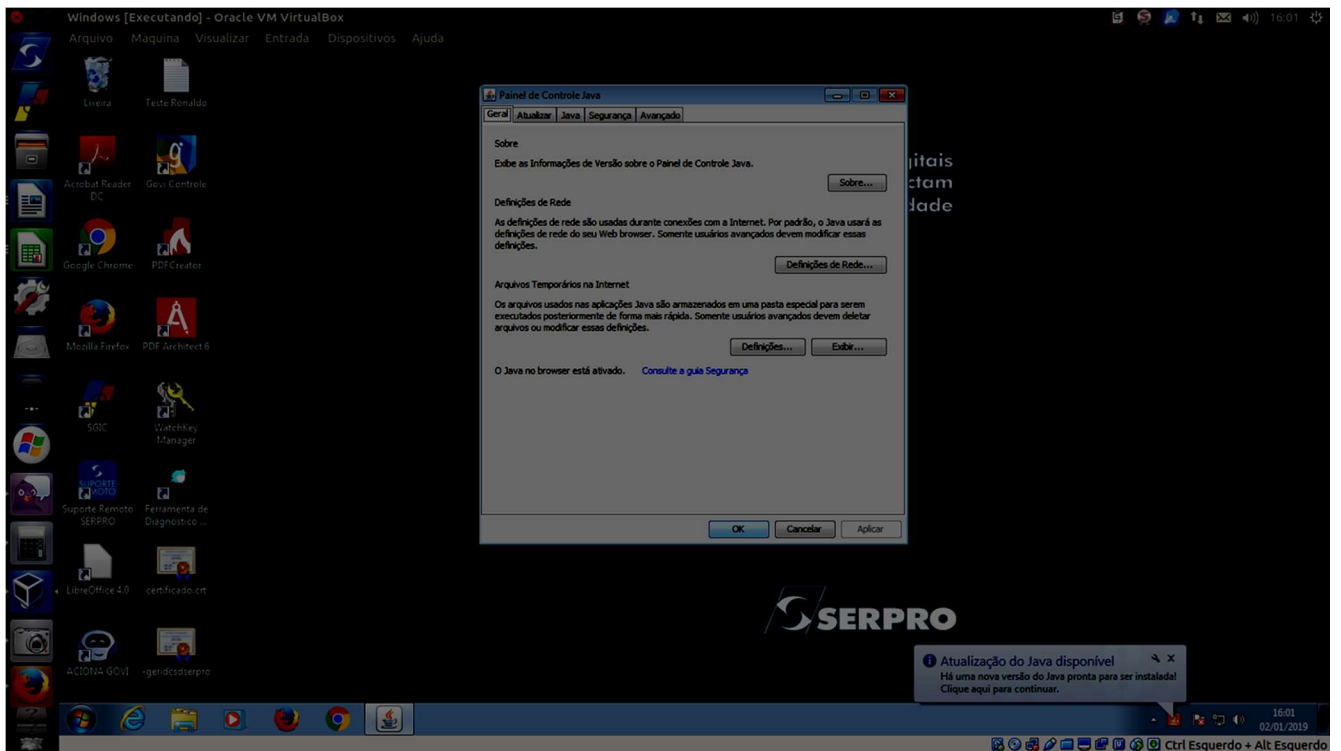 Windows [Executando] - Oracle VM VirtualBox
16:01
Arquivo Máquina Visualizar Entrada Dispositivos Ajuda
Lixeira
Teste Ronaldo
Acrobat Reader DC
Govi Controle
Google Chrome
PDFCreator
Mozilla Firefox
PDF Architect 6
SGIC
WatchKey Manager
SUPORTE
Suporte Remoto SERPRO
Ferramenta de Diagnóstico ...
LibreOffice 4.0
certificado.crt
ACIONA GOVI
-geridcsdserpro
Painel de Controle Java
Geral Atualizar Java Segurança Avançado
Sobre
Exibe as Informações de Versão sobre o Painel de Controle Java.
Sobre...
Definições de Rede
As definições de rede são usadas durante conexões com a Internet. Por padrão, o Java usará as
definições de rede do seu Web browser. Somente usuários avançados devem modificar essas
definições.
Definições de Rede...
Arquivos Temporários na Internet
Os arquivos usados nas aplicações Java são armazenados em uma pasta especial para serem
executados posteriormente de forma mais rápida. Somente usuários avançados devem deletar
arquivos ou modificar essas definições.
Definições... Exibir...
O Java no browser está ativado. Consulte a guia Segurança
OK Cancelar Aplicar
igitais
ctam
dade
SERPRO
Atualização do Java disponível
Há uma nova versão do Java pronta para ser instalada!
Clique aqui para continuar.
16:01
02/01/2019
Ctrl Esquerdo + Alt Esquerdo